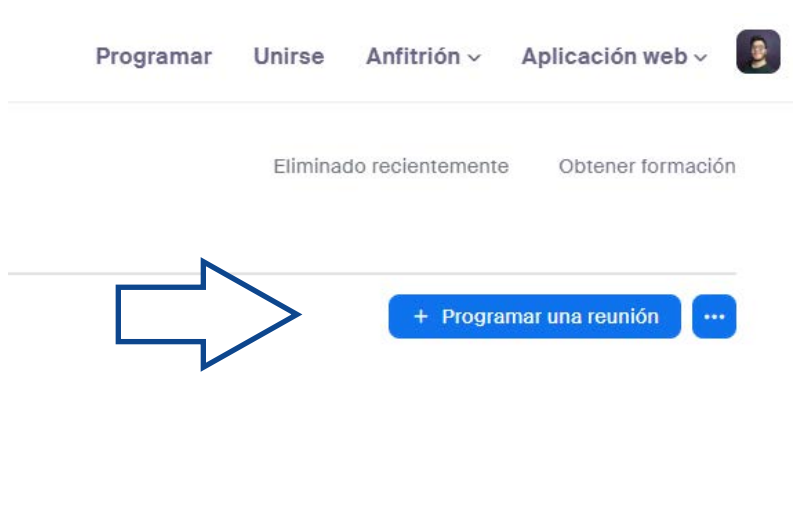 Programar Unirse Anfitrión Aplicación web
Eliminado recientemente Obtener formación
+ Programar una reunión ...